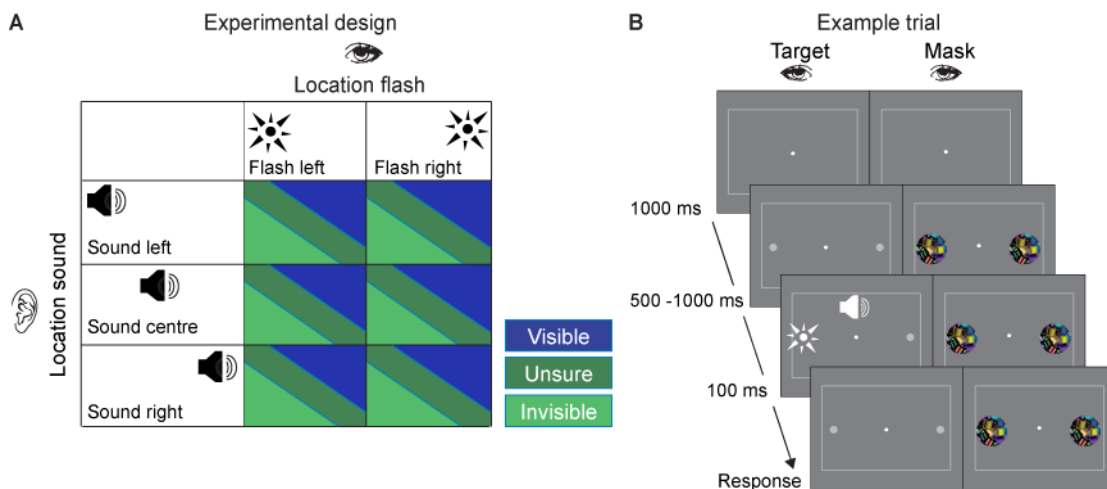 A
Experimental design
Location flash
Flash left
Flash right
Location sound
Sound left
Sound centre
Sound right
Visible
Unsure
Invisible
B
Example trial
Target
Mask
1000 ms
500 -1000 ms
100 ms
Response